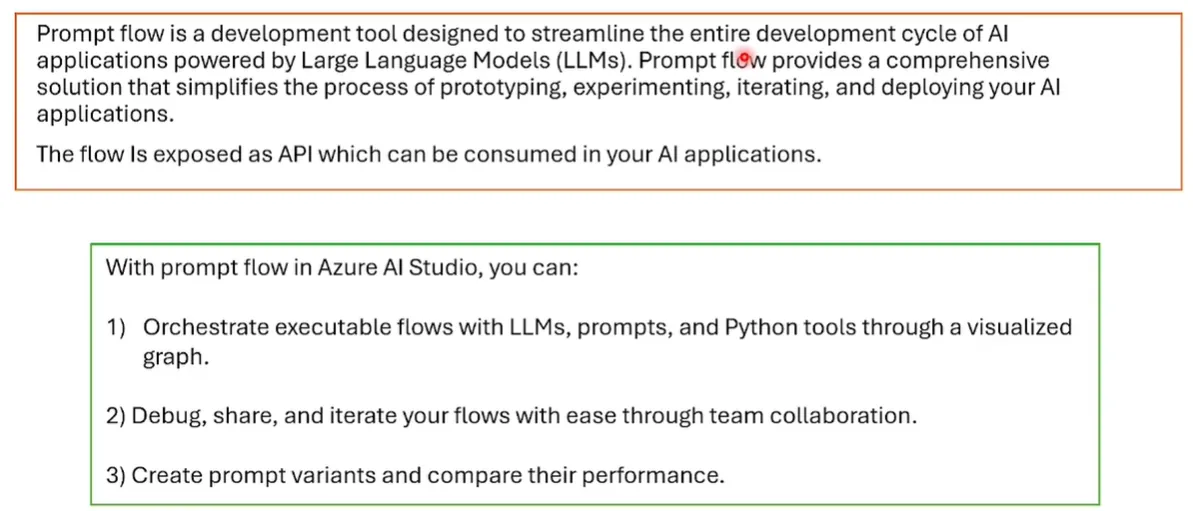 Prompt flow is a development tool designed to streamline the entire development cycle of AI
applications powered by Large Language Models (LLMs). Prompt flow provides a comprehensive
solution that simplifies the process of prototyping, experimenting, iterating, and deploying your AI
applications.
The flow Is exposed as API which can be consumed in your AI applications.
With prompt flow in Azure AI Studio, you can:
1) Orchestrate executable flows with LLMs, prompts, and Python tools through a visualized
graph.
2) Debug, share, and iterate your flows with ease through team collaboration.
3) Create prompt variants and compare their performance.